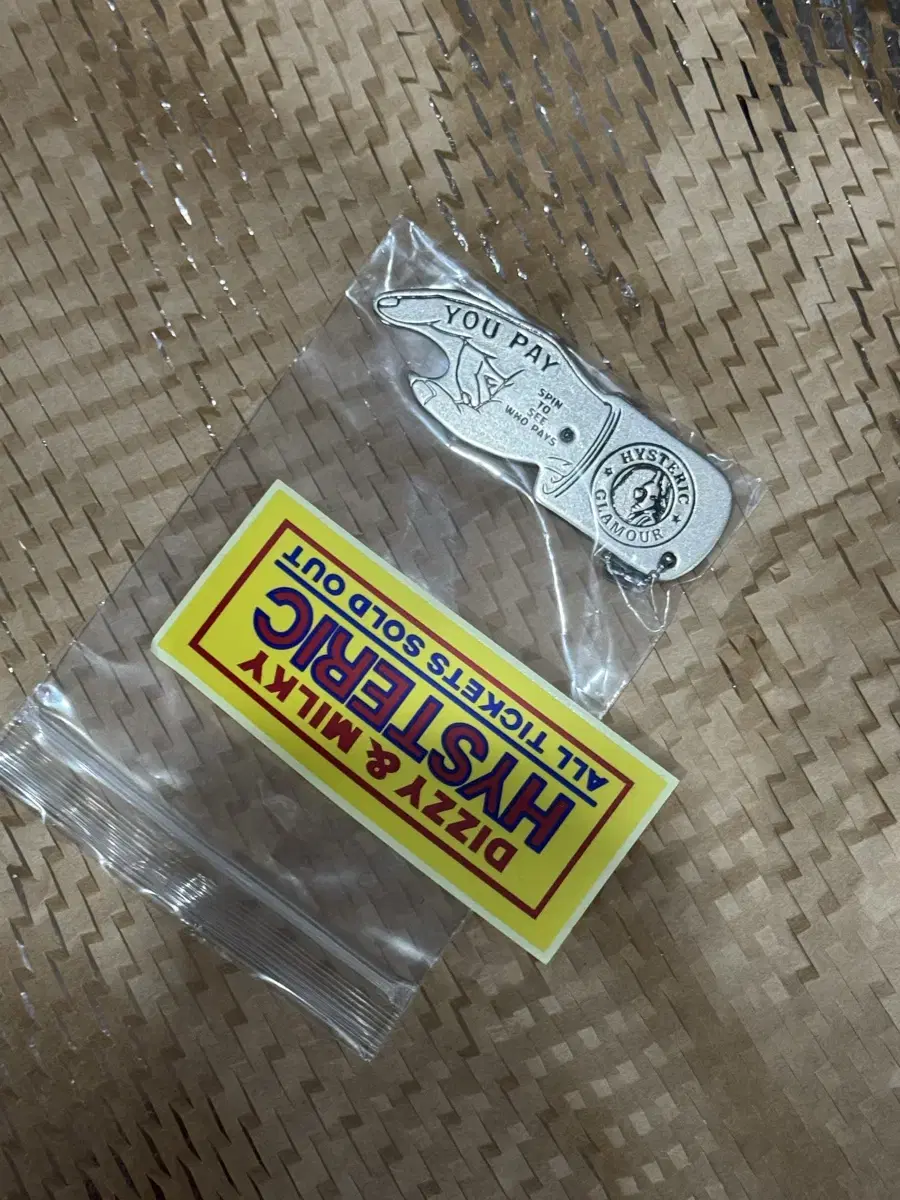 YOU PAY
SPIN
TO
SEE
WHO PAYS
HYSTERIC
GLAMOUR
DIZZY & MILKY
HYSTERIC
ALL TICKETS SOLD OUT